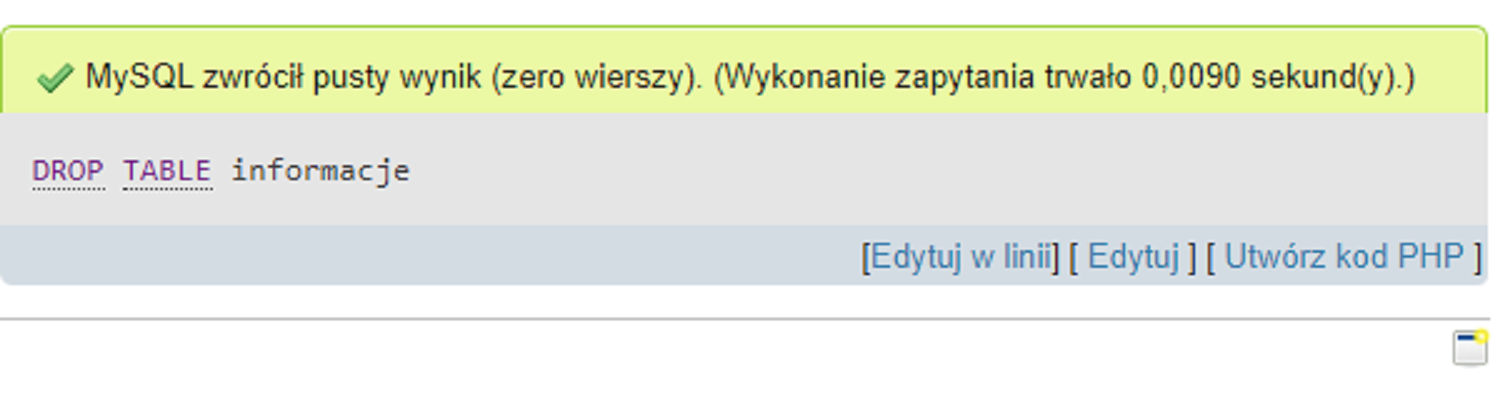 MySQL zwrócił pusty wynik (zero wierszy). (Wykonanie zapytania trwało 0,0090 sekund(y).)
DROP TABLE informacje
[Edytuj w linii] [ Edytuj ] [ Utwórz kod PHP ]